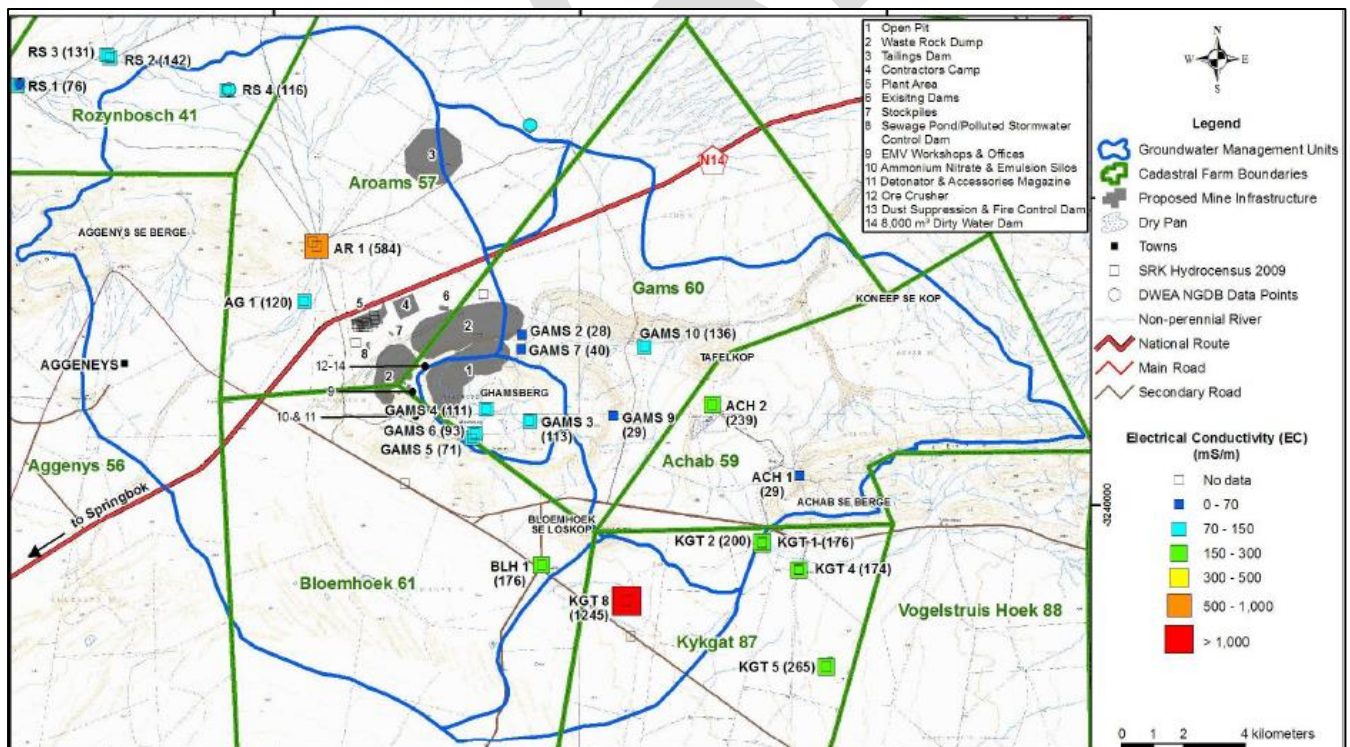 RS 3 (131)
RS 2 (142)
RS 1 (76)
RS 4 (116)
Rozynbosch 41
3
Aroams 57
N14
AGGENYS SE BERGE
AR 1 (584)
Gams 60
KONEEP SE KOP
AG 1 (120)
5
4
6
2
7
8
GAMS 2 (28)
GAMS 7 (40)
GAMS 10 (136)
TAFELKOP
AGGENEYS
12-14
2
1
9
GHAMSBERG
10 & 11
GAMS 4 (111)
GAMS 3
(113)
GAMS 6 (93)
GAMS 5 (71)
GAMS 9
(29)
ACH 2
(239)
Aggenys 56
Achab 59
ACH 1
(29)
ACHAB SE BERGE
to Springbok
BLOEMHOEK
SE LOSKOP
KGT 2 (200)
KGT 1 (176)
BLH 1
(176)
KGT 4 (174)
Bloemhoek 61
KGT 8
(1245)
Vogelstruis Hoek 88
Kykgat 87
KGT 5 (265)
-3240000
1 Open Pit
2 Waste Rock Dump
3 Tailings Dam
4 Contractors Camp
5 Plant Area
6 Exisitng Dams
7 Stockpiles
8 Sewage Pond/Polluted Stormwater
Control Dam
9 EMV Workshops & Offices
10 Ammonium Nitrate & Emulsion Silos
11 Detonator & Accessories Magazine
12 Ore Crusher
13 Dust Suppression & Fire Control Dam
14 8,000 m³ Dirty Water Dam
N
W
E
S
Legend
Groundwater Management Units
Cadastral Farm Boundaries
Proposed Mine Infrastructure
Dry Pan
Towns
SRK Hydrocensus 2009
DWEA NGDB Data Points
Non-perennial River
National Route
Main Road
Secondary Road
Electrical Conductivity (EC)
(mS/m)
No data
0 - 70
70 - 150
150 - 300
300 - 500
500 - 1,000
> 1,000
0 1 2 4 kilometers